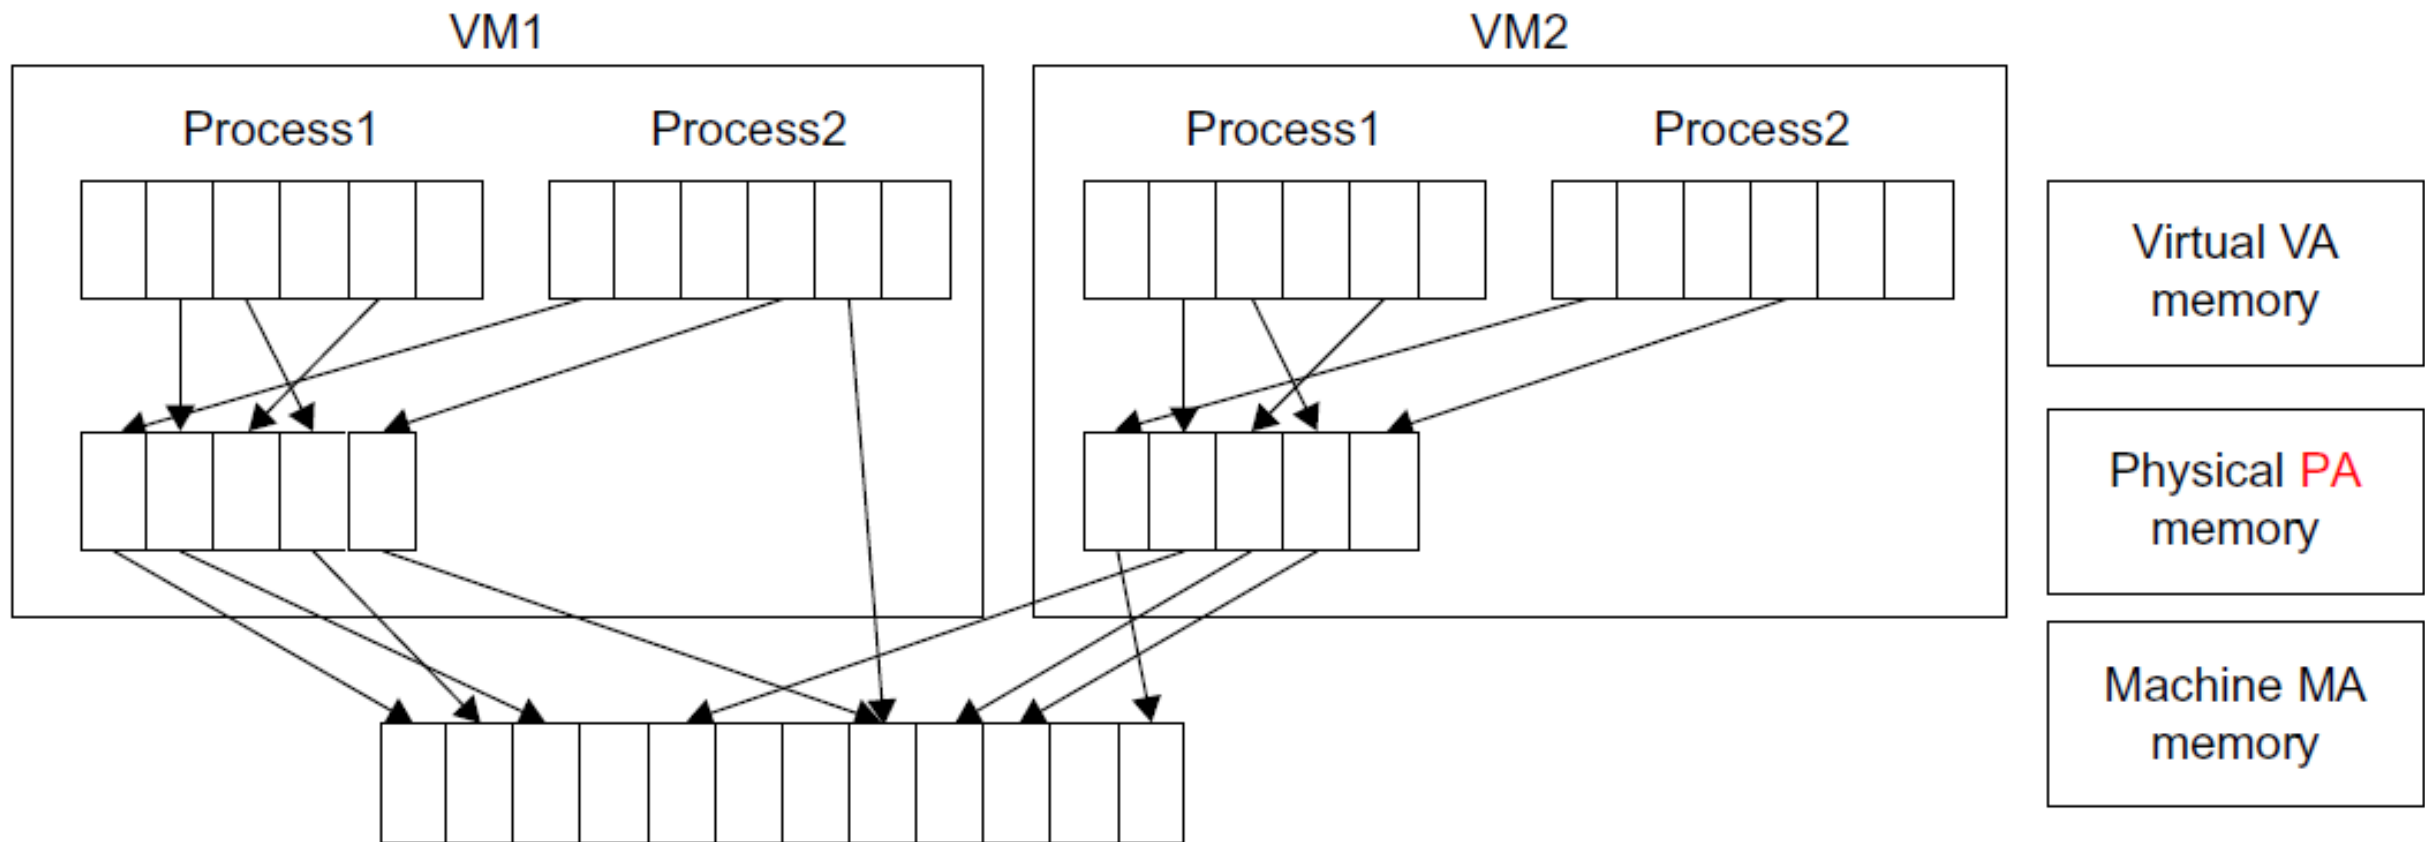 VM1
VM2
Process1
Process2
Process1
Process2
Virtual VA
memory
Physical PA
memory
Machine MA
memory